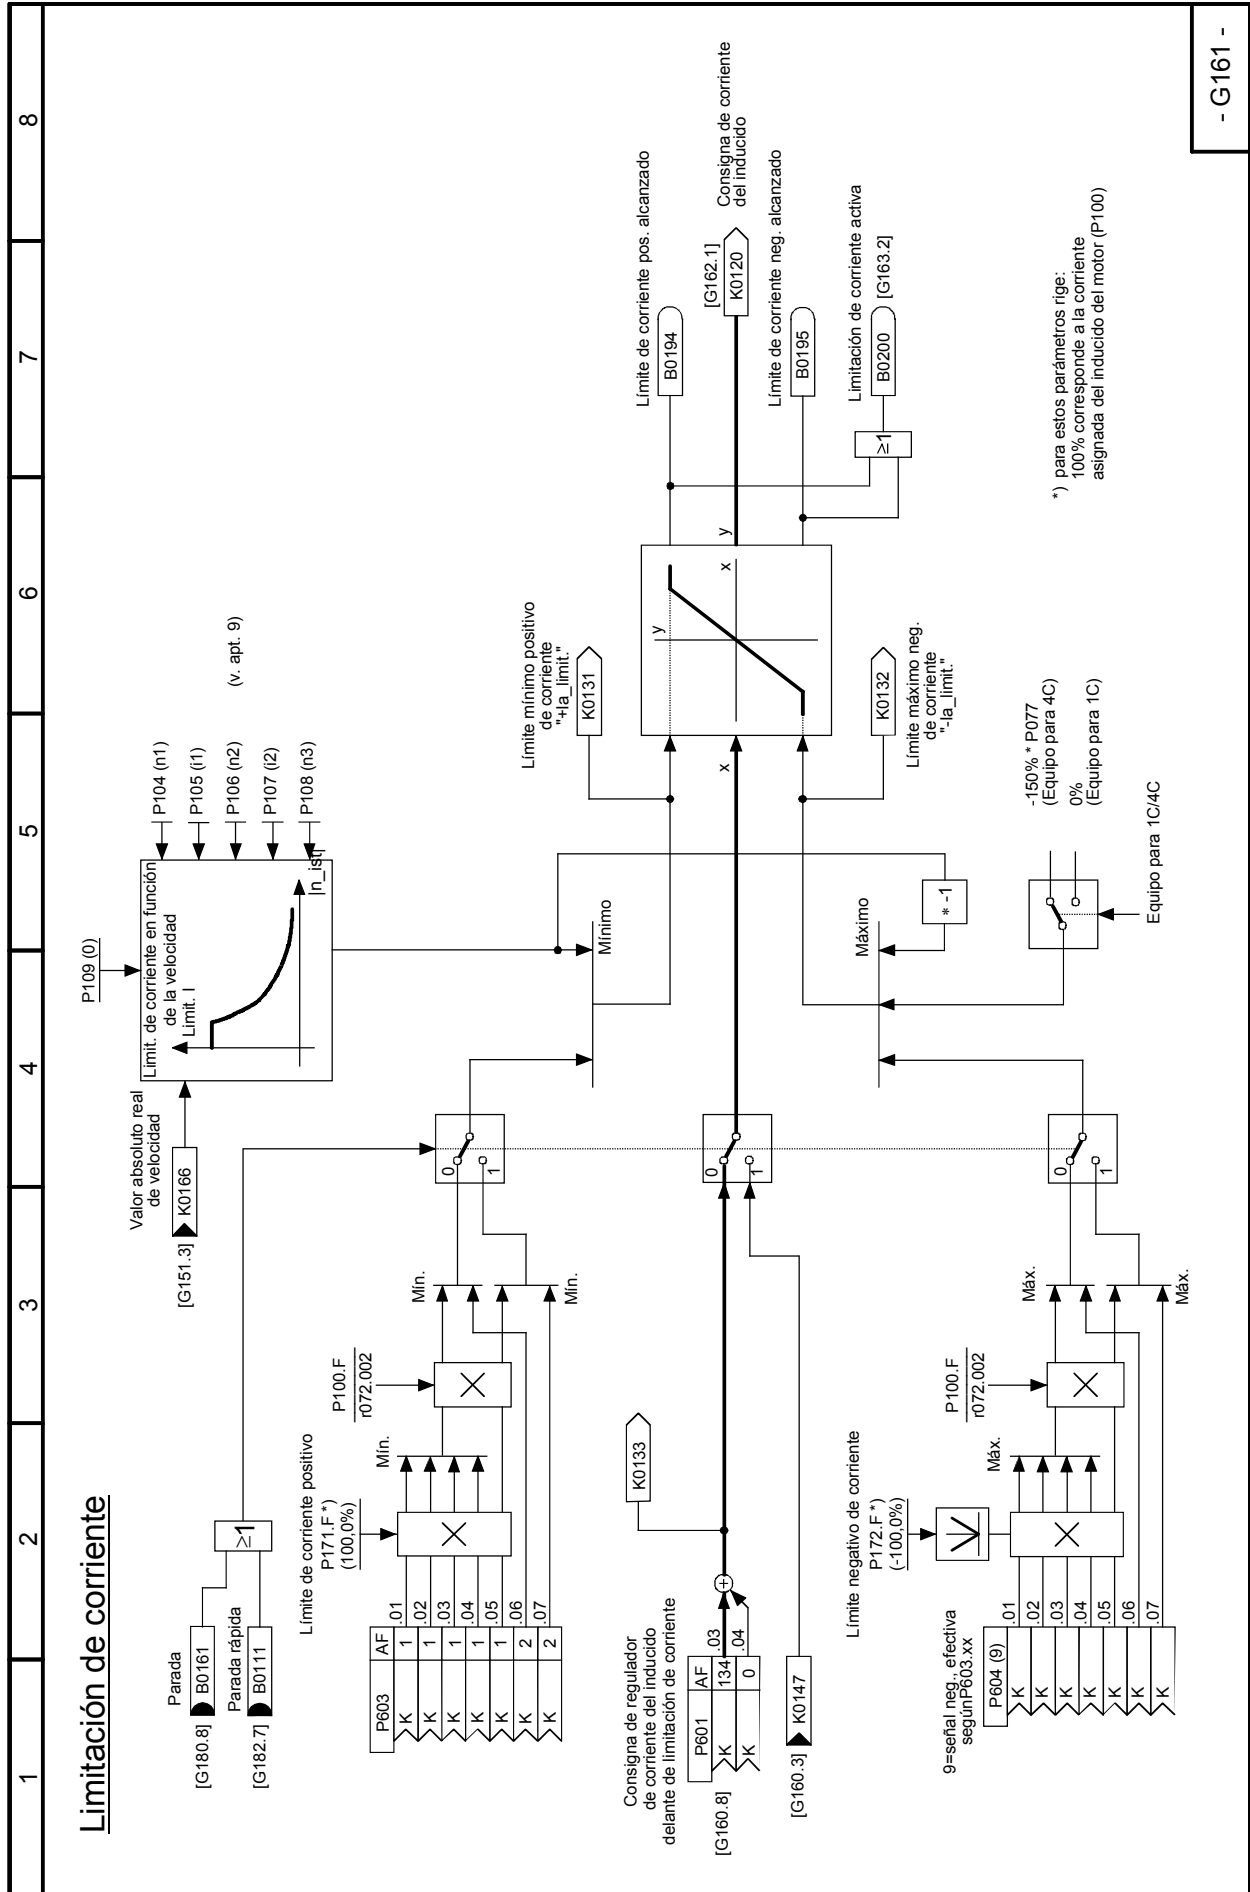 1 2 3 4 5 6 7 8
Limitación de corriente
Parada
[G180.8] B0161
Parada rápida
[G182.7] B0111
≥1
Valor absoluto real
de velocidad
[G151.3] K0166
P109 (0)
Limit. de corriente en función
de la velocidad
Limit. I
|n_ist|
P104 (n1)
P105 (i1)
P106 (n2)
P107 (i2)
P108 (n3)
(v. apt. 9)
Límite de corriente positivo
P171.F *)
(100,0%)
P603 AF
K 1 .01
K 1 .02
K 1 .03
K 1 .04
K 1 .05
K 2 .06
K 2 .07
Mín.
P100.F
r072.002
Mín.
Mín.
0
1
Mínimo
Límite mínimo positivo
de corriente
"+Ia_limit."
K0131
Consigna de regulador
de corriente del inducido
delante de limitación de corriente
P601 AF
[G160.8] K 134 .03
K 0 .04
+
K0133
[G160.3] K0147
0
1
x
y
x
y
Límite de corriente pos. alcanzado
B0194
[G162.1]
K0120
Consigna de corriente
del inducido
Límite de corriente neg. alcanzado
B0195
Limitación de corriente activa
B0200 [G163.2]
≥1
Límite máximo neg.
de corriente
"-Ia_limit."
K0132
Límite negativo de corriente
P172.F *)
(-100,0%)
9=señal neg., efectiva
segúnP603.xx
P604 (9)
K .01
K .02
K .03
K .04
K .05
K .06
K .07
Máx.
P100.F
r072.002
Máx.
Máx.
0
1
Máximo
* -1
-150% * P077
(Equipo para 4C)
0%
(Equipo para 1C)
Equipo para 1C/4C
*) para estos parámetros rige:
100% corresponde a la corriente
asignada del inducido del motor (P100)
- G161 -